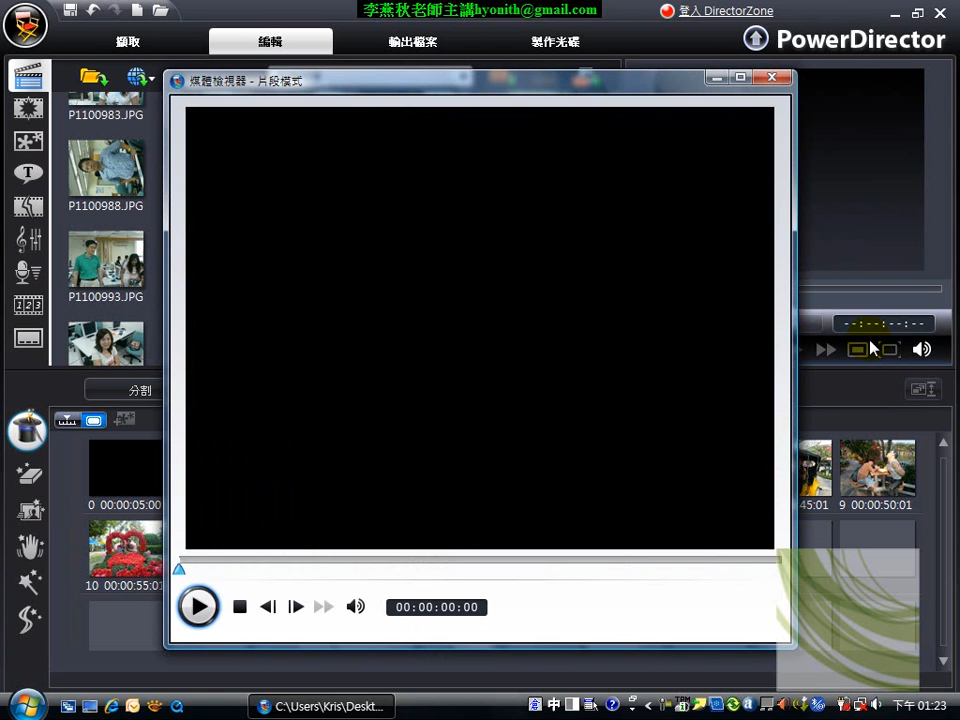 李燕秋老師主講hyonith@gmail.com
登入 DirectorZone
擷取
編輯
輸出檔案
製作光碟
PowerDirector
媒體檢視器 - 片段模式
P1100983.JPG
P1100988.JPG
P1100993.JPG
T
1 2 3
--:--:--:--
分割
0 00:00:05:00
45:01
9 00:00:50:01
10 00:00:55:01
00:00:00:00
C:\Users\Kris\Deskt...
中
下午 01:23